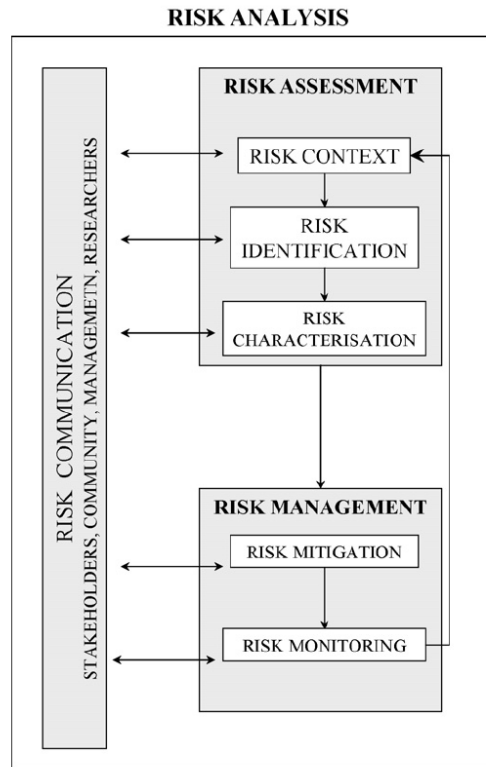 RISK ANALYSIS
RISK COMMUNICATION
STAKEHOLDERS, COMMUNITY, MANAGEMETN, RESEARCHERS
RISK ASSESSMENT
RISK CONTEXT
RISK
IDENTIFICATION
RISK
CHARACTERISATION
RISK MANAGEMENT
RISK MITIGATION
RISK MONITORING